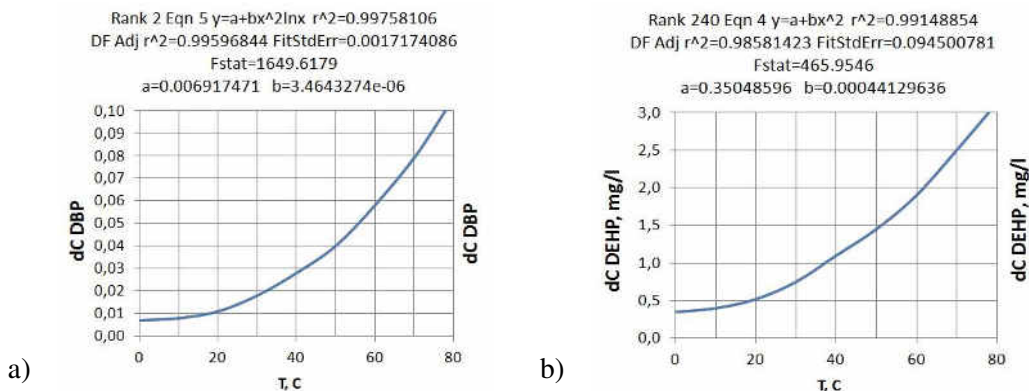 Rank 2 Eqn 5 y=a+bx^2lnx r^2=0.99758106
DF Adj r^2=0.99596844 FitStdErr=0.0017174086
Fstat=1649.6179
a=0.006917471 b=3.4643274e-06
0,10
0,09
0,08
0,07
0,06
0,05
0,04
0,03
0,02
0,01
0,00
dC DBP
dC DBP
0 20 40 60 80
T, C
a)
Rank 240 Eqn 4 y=a+bx^2 r^2=0.99148854
DF Adj r^2=0.98581423 FitStdErr=0.094500781
Fstat=465.9546
a=0.35048596 b=0.00044129636
3,0
2,5
2,0
1,5
1,0
0,5
0,0
dC DEHP, mg/l
dC DEHP, mg/l
0 20 40 60 80
T, C
b)